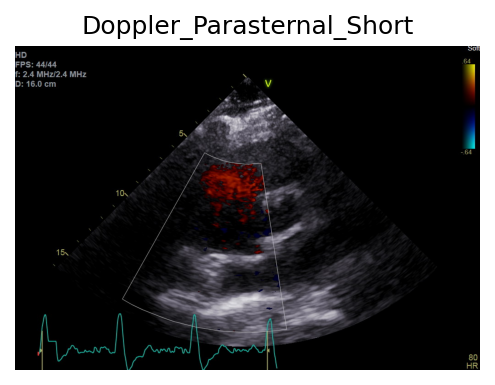 Doppler_Parasternal_Short
HD
FPS: 44/44
f: 2.4 MHz/2.4 MHz
D: 16.0 cm
Soft
V
64
-.64
5
10
15
80
HR